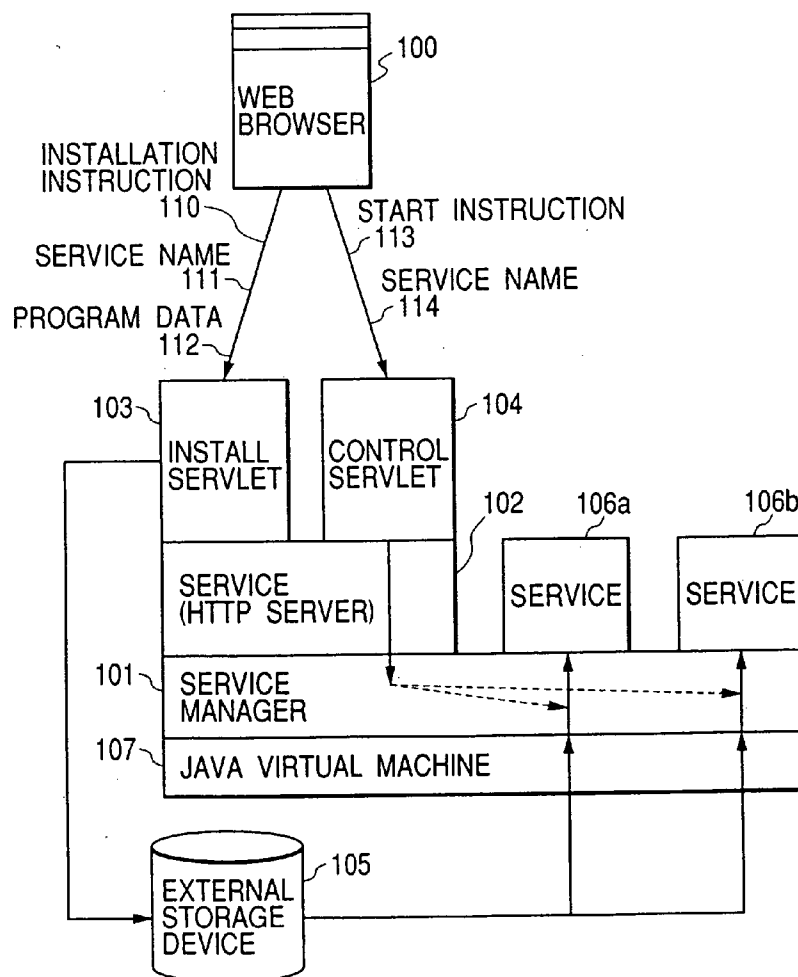 100
WEB
BROWSER
INSTALLATION
INSTRUCTION
110
START INSTRUCTION
113
SERVICE NAME
111
SERVICE NAME
114
PROGRAM DATA
112
103
104
INSTALL
SERVLET
CONTROL
SERVLET
102
106a
106b
SERVICE
(HTTP SERVER)
SERVICE
SERVICE
101
SERVICE
MANAGER
107
JAVA VIRTUAL MACHINE
105
EXTERNAL
STORAGE
DEVICE